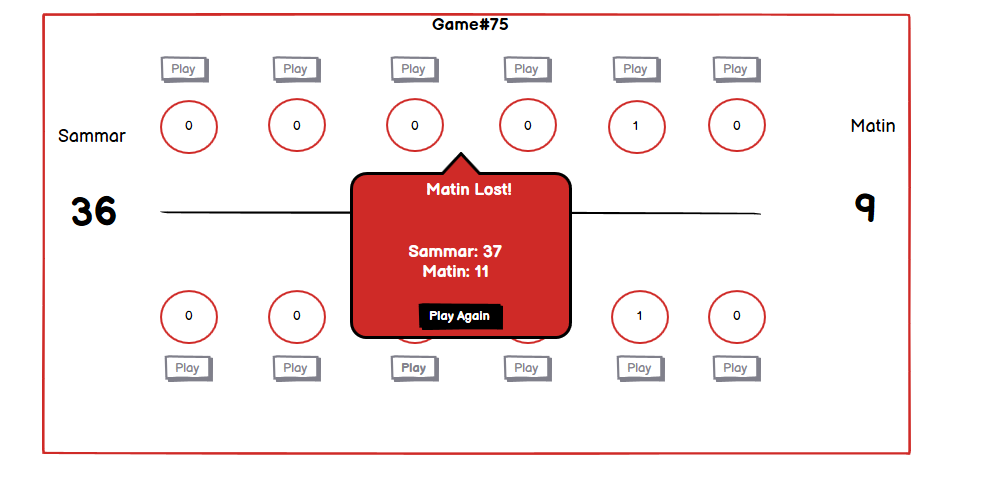 Game#75
Play Play Play Play Play Play
0 0 0 0 1 0
Sammar
Matin
36
9
Matin Lost!
Sammar: 37
Matin: 11
Play Again
0 0 1 0
Play Play Play Play Play Play